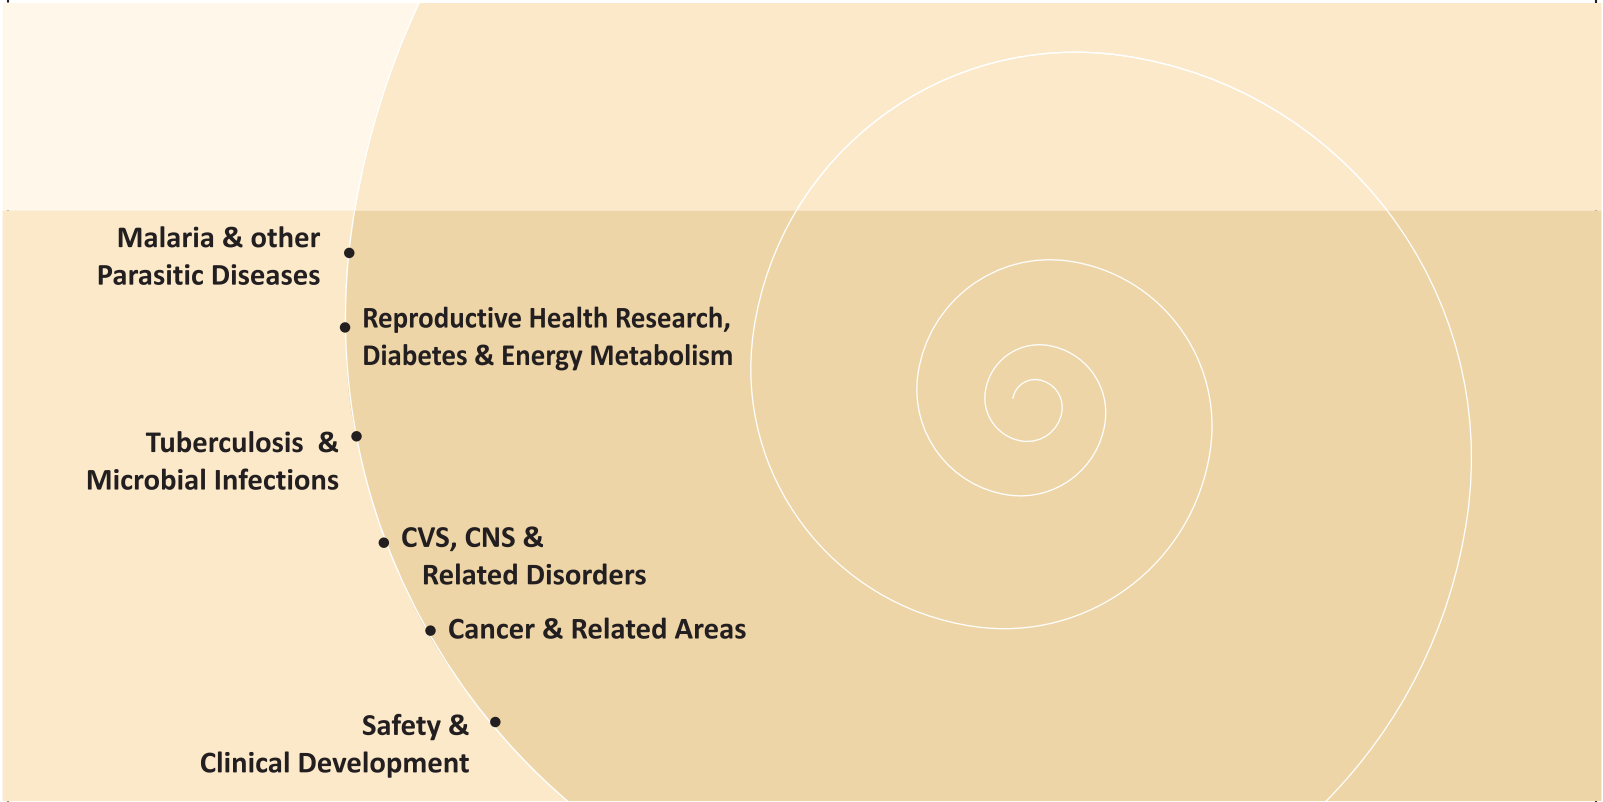 Malaria & other
Parasitic Diseases
Reproductive Health Research,
Diabetes & Energy Metabolism
Tuberculosis  &
Microbial Infections
CVS, CNS &
Related Disorders
Cancer & Related Areas
Safety &
Clinical Development